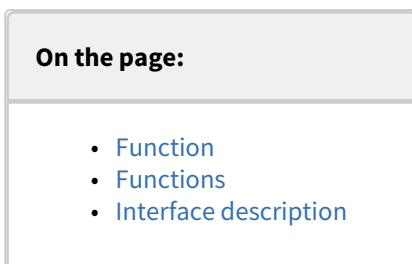 On the page:
• Function
• Functions
• Interface description